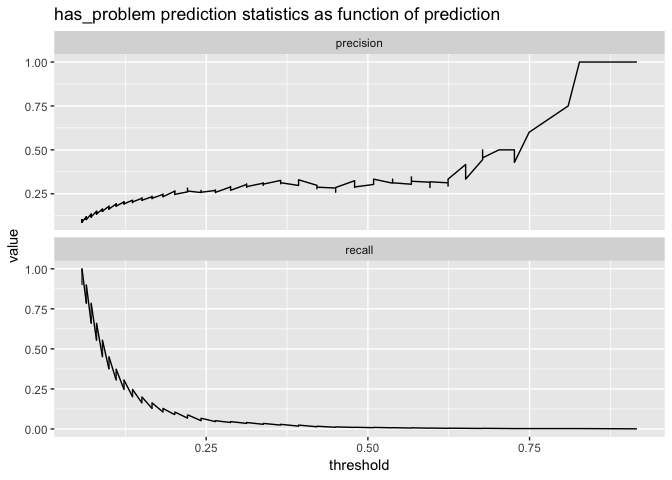 has_problem prediction statistics as function of prediction
precision
1.00
0.75
0.50
0.25
value
recall
1.00
0.75
0.50
0.25
0.00
0.25 0.50 0.75
threshold